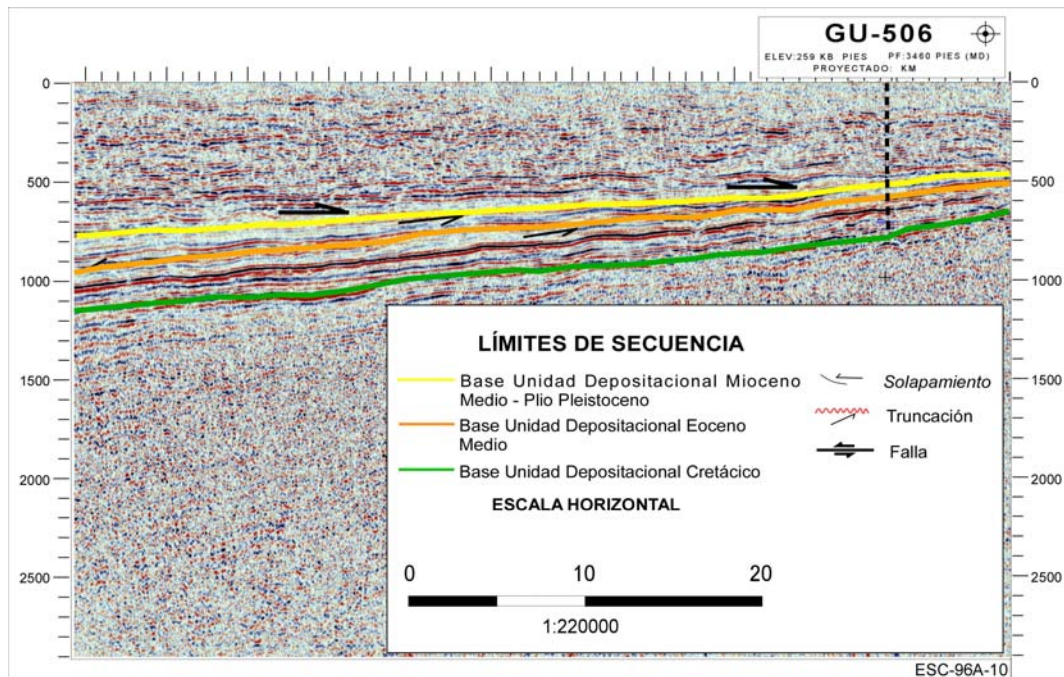 GU-506
ELEV:259 KB PIES PF:3460 PIES (MD)
PROYECTADO: KM
0
500
1000
1500
2000
2500
0
500
1000
1500
2000
2500
LÍMITES DE SECUENCIA
Base Unidad Depositacional Mioceno
Medio - Plio Pleistoceno
Base Unidad Depositacional Eoceno
Medio
Base Unidad Depositacional Cretácico
Solapamiento
Truncación
Falla
ESCALA HORIZONTAL
0 10 20
1:220000
ESC-96A-10